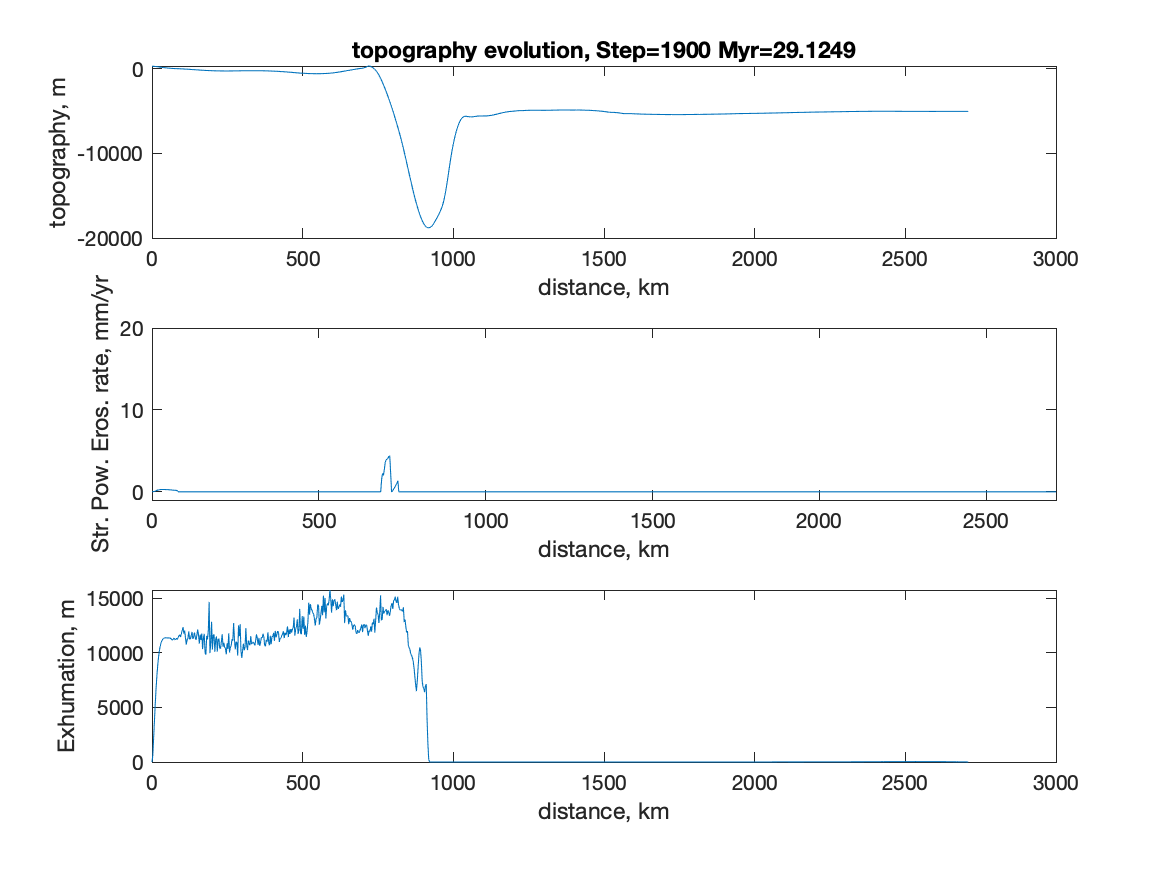 topography evolution, Step=1900 Myr=29.1249
topography, m
0
-10000
-20000
0 500 1000 1500 2000 2500 3000
distance, km
Str. Pow. Eros. rate, mm/yr
20
10
0
0 500 1000 1500 2000 2500
distance, km
Exhumation, m
15000
10000
5000
0
0 500 1000 1500 2000 2500 3000
distance, km